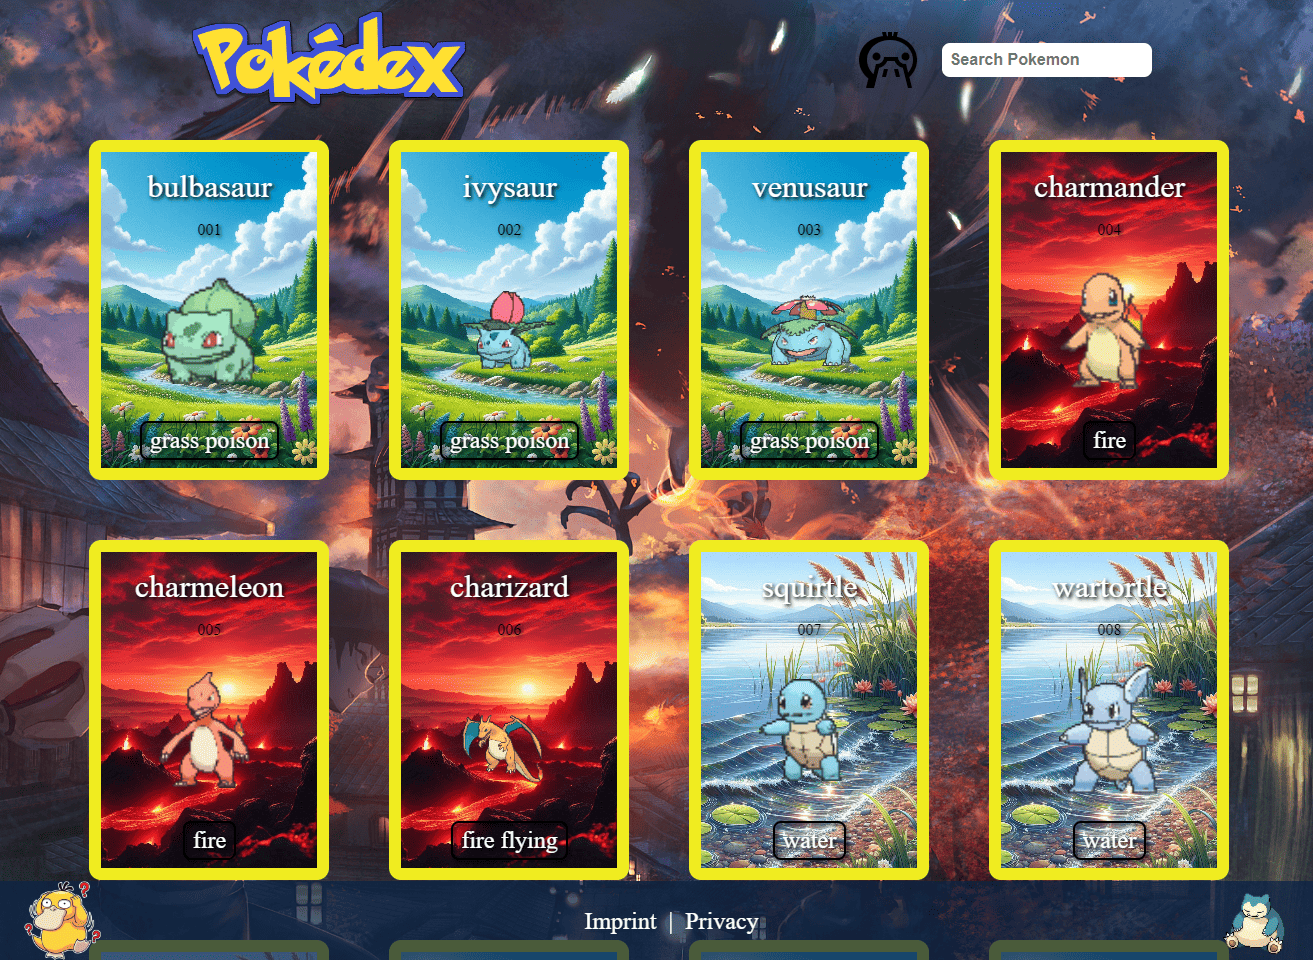 Pokédex
Search Pokemon
bulbasaur
001
grass poison
ivysaur
002
grass poison
venusaur
003
grass poison
charmander
004
fire
charmeleon
005
fire
charizard
006
fire flying
squirtle
007
water
wartortle
008
water
? ? ?
Imprint | Privacy